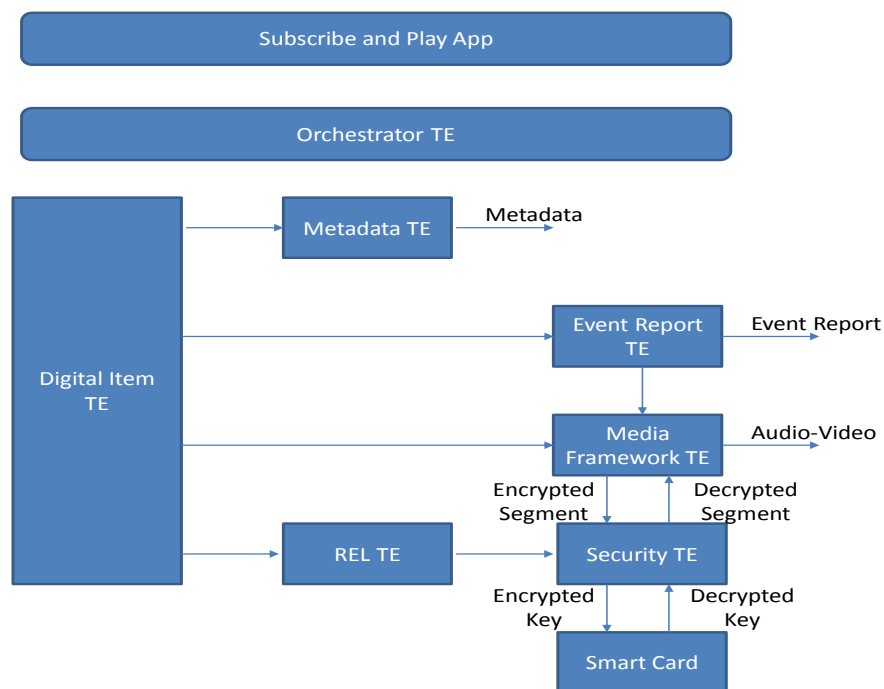 Subscribe and Play App
Orchestrator TE
Metadata
Metadata TE
Event Report
TE
Event Report
Digital Item
TE
Media
Framework TE
Audio-Video
Encrypted
Segment
Decrypted
Segment
REL TE
Security TE
Encrypted
Key
Decrypted
Key
Smart Card